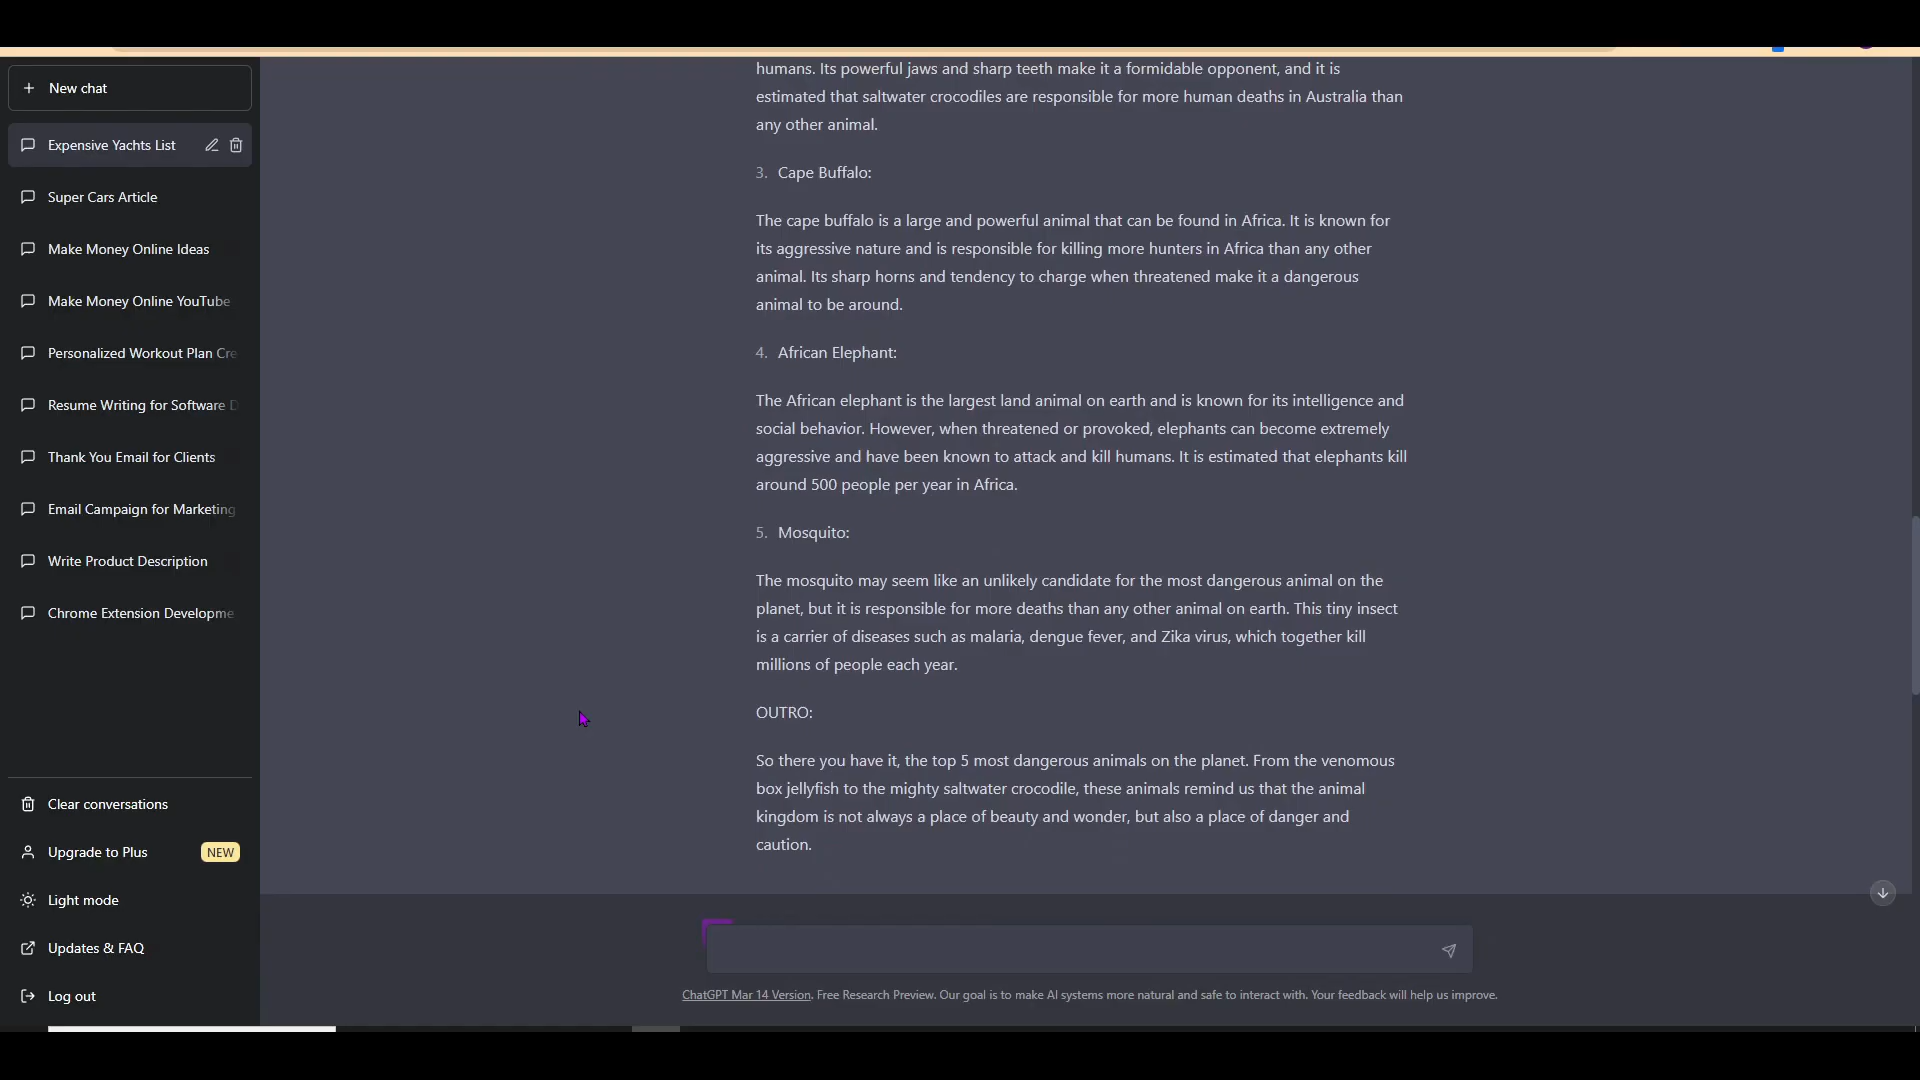 New chat
Expensive Yachts List
Super Cars Article
Make Money Online Ideas
Make Money Online YouTube
Personalized Workout Plan Cre
Resume Writing for Software D
Thank You Email for Clients
Email Campaign for Marketing
Write Product Description
Chrome Extension Developme
Clear conversations
Upgrade to Plus NEW
Light mode
Updates & FAQ
Log out
humans. Its powerful jaws and sharp teeth make it a formidable opponent, and it is
estimated that saltwater crocodiles are responsible for more human deaths in Australia than
any other animal.
3. Cape Buffalo:
The cape buffalo is a large and powerful animal that can be found in Africa. It is known for
its aggressive nature and is responsible for killing more hunters in Africa than any other
animal. Its sharp horns and tendency to charge when threatened make it a dangerous
animal to be around.
4. African Elephant:
The African elephant is the largest land animal on earth and is known for its intelligence and
social behavior. However, when threatened or provoked, elephants can become extremely
aggressive and have been known to attack and kill humans. It is estimated that elephants kill
around 500 people per year in Africa.
5. Mosquito:
The mosquito may seem like an unlikely candidate for the most dangerous animal on the
planet, but it is responsible for more deaths than any other animal on earth. This tiny insect
is a carrier of diseases such as malaria, dengue fever, and Zika virus, which together kill
millions of people each year.
OUTRO:
So there you have it, the top 5 most dangerous animals on the planet. From the venomous
box jellyfish to the mighty saltwater crocodile, these animals remind us that the animal
kingdom is not always a place of beauty and wonder, but also a place of danger and
caution.
ChatGPT Mar 14 Version. Free Research Preview. Our goal is to make AI systems more natural and safe to interact with. Your feedback will help us improve.